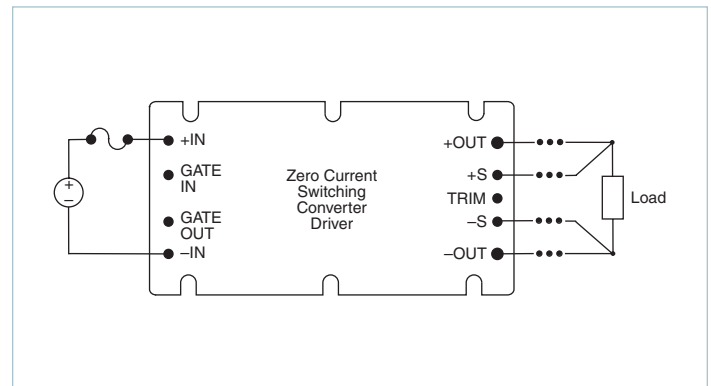 +IN
GATE
IN
GATE
OUT
–IN
Zero Current
Switching
Converter
Driver
+OUT
+S
TRIM
–S
–OUT
Load
+
–